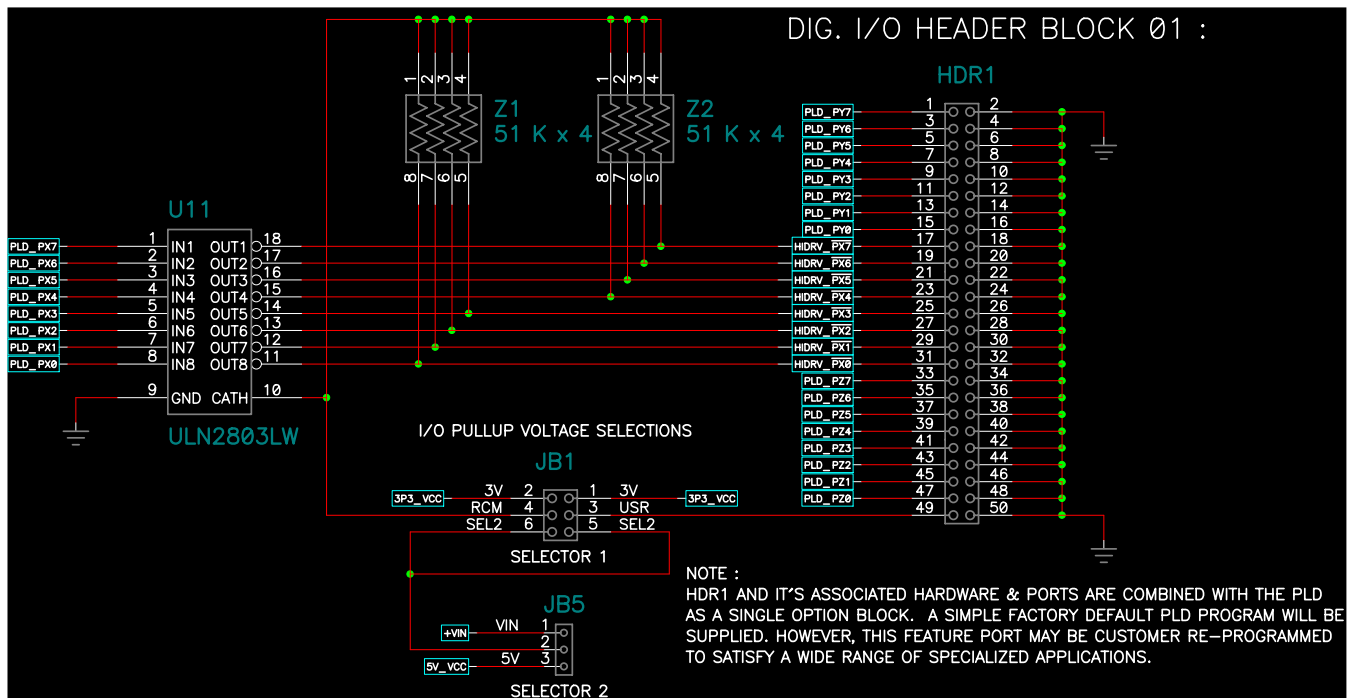 DIG. I/O HEADER BLOCK 01 :
HDR1
1 2 3 4
1 2 3 4
Z1
51 K x 4
Z2
51 K x 4
8 7 6 5
8 7 6 5
U11
PLD_PX7 1 IN1 OUT1 18
PLD_PX6 2 IN2 OUT2 17
PLD_PX5 3 IN3 OUT3 16
PLD_PX4 4 IN4 OUT4 15
PLD_PX3 5 IN5 OUT5 14
PLD_PX2 6 IN6 OUT6 13
PLD_PX1 7 IN7 OUT7 12
PLD_PX0 8 IN8 OUT8 11
9 GND CATH 10
ULN2803LW
PLD_PY7 1 2
PLD_PY6 3 4
PLD_PY5 5 6
PLD_PY4 7 8
PLD_PY3 9 10
PLD_PY2 11 12
PLD_PY1 13 14
PLD_PY0 15 16
HIDRV_PX7 17 18
HIDRV_PX6 19 20
HIDRV_PX5 21 22
HIDRV_PX4 23 24
HIDRV_PX3 25 26
HIDRV_PX2 27 28
HIDRV_PX1 29 30
HIDRV_PX0 31 32
PLD_PZ7 33 34
PLD_PZ6 35 36
PLD_PZ5 37 38
PLD_PZ4 39 40
PLD_PZ3 41 42
PLD_PZ2 43 44
PLD_PZ1 45 46
PLD_PZ0 47 48
49 50
I/O PULLUP VOLTAGE SELECTIONS
JB1
3P3_VCC 3V 2 1 3V 3P3_VCC
RCM 4 3 USR
SEL2 6 5 SEL2
SELECTOR 1
JB5
+VIN VIN 1
2
5V_VCC 5V 3
SELECTOR 2
NOTE :
HDR1 AND IT'S ASSOCIATED HARDWARE & PORTS ARE COMBINED WITH THE PLD
AS A SINGLE OPTION BLOCK. A SIMPLE FACTORY DEFAULT PLD PROGRAM WILL BE
SUPPLIED. HOWEVER, THIS FEATURE PORT MAY BE CUSTOMER RE-PROGRAMMED
TO SATISFY A WIDE RANGE OF SPECIALIZED APPLICATIONS.